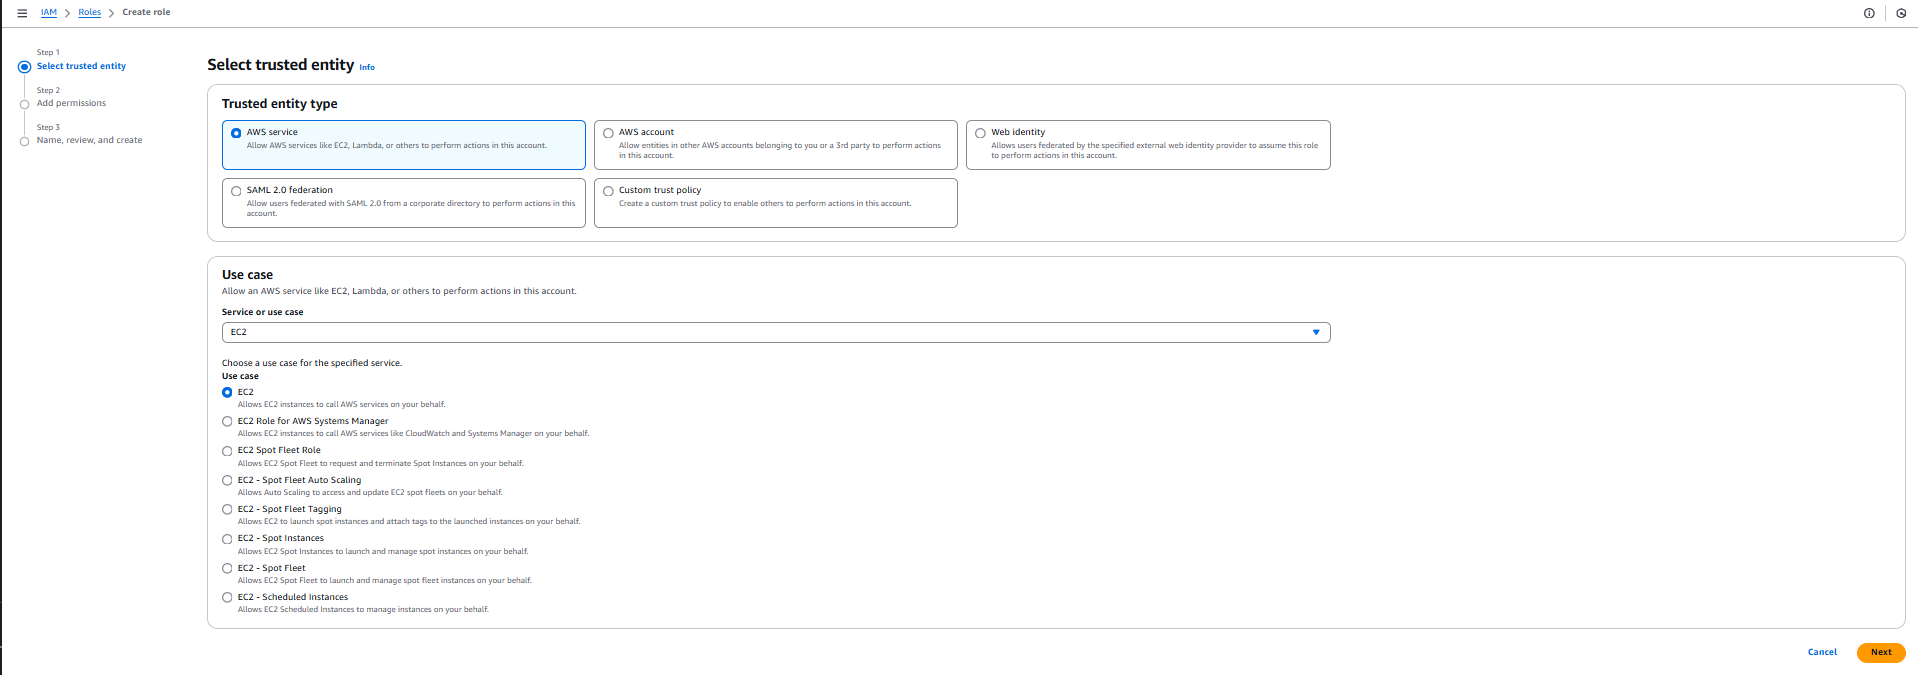 IAM > Roles > Create role
Step 1
Select trusted entity
Step 2
Add permissions
Step 3
Name, review, and create
Select trusted entity Info
Trusted entity type
AWS service
Allow AWS services like EC2, Lambda, or others to perform actions in this account.
AWS account
Allow entities in other AWS accounts belonging to you or a 3rd party to perform actions
in this account.
Web identity
Allows users federated by the specified external web identity provider to assume this role
to perform actions in this account.
SAML 2.0 federation
Allow users federated with SAML 2.0 from a corporate directory to perform actions in this
account.
Custom trust policy
Create a custom trust policy to enable others to perform actions in this account.
Use case
Allow an AWS service like EC2, Lambda, or others to perform actions in this account.
Service or use case
EC2
Choose a use case for the specified service.
Use case
EC2
Allows EC2 instances to call AWS services on your behalf.
EC2 Role for AWS Systems Manager
Allows EC2 instances to call AWS services like CloudWatch and Systems Manager on your behalf.
EC2 Spot Fleet Role
Allows EC2 Spot Fleet to request and terminate Spot Instances on your behalf.
EC2 - Spot Fleet Auto Scaling
Allows Auto Scaling to access and update EC2 spot fleets on your behalf.
EC2 - Spot Fleet Tagging
Allows EC2 to launch spot instances and attach tags to the launched instances on your behalf.
EC2 - Spot Instances
Allows EC2 Spot Instances to launch and manage spot instances on your behalf.
EC2 - Spot Fleet
Allows EC2 Spot Fleet to launch and manage spot fleet instances on your behalf.
EC2 - Scheduled Instances
Allows EC2 Scheduled Instances to manage instances on your behalf.
Cancel
Next